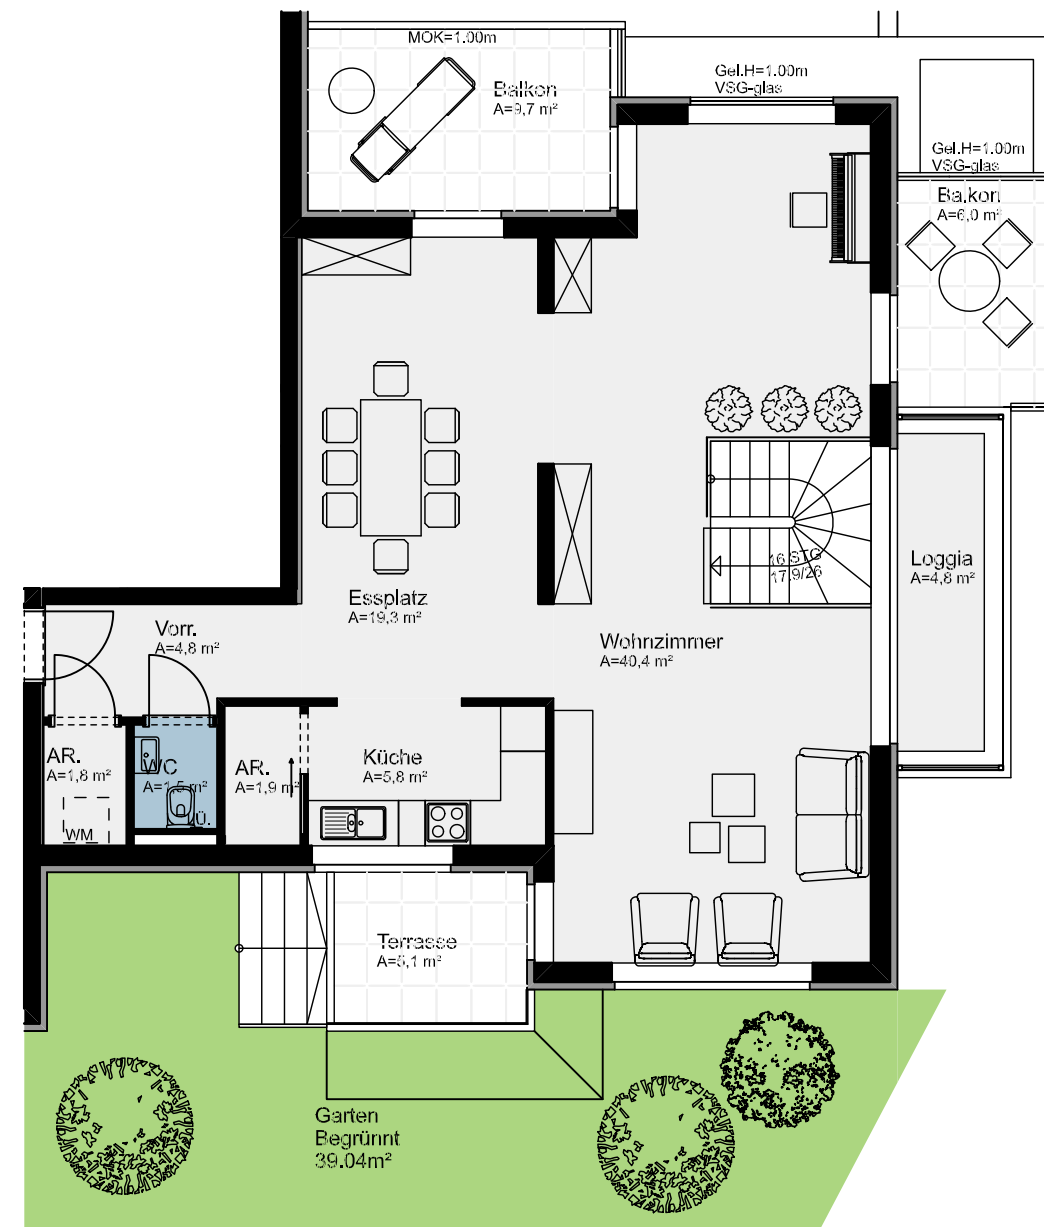 MOK=1.00m
Balkon
A=9,7 m²
Gel.H=1.00m
VSG-glas
Gel.H=1.00m
VSG-glas
Balkon
A=6,0 m²
16 STG
17.9/26
Loggia
A=4,8 m²
Essplatz
A=19,3 m²
Vorr.
A=4,8 m²
Wohnzimmer
A=40,4 m²
AR.
A=1,8 m²
WM
WC
A=1,5 m²
AR.
A=1,9 m²
Küche
A=5,8 m²
Terrasse
A=5,1 m²
Garten
Begrünnt
39.04m²